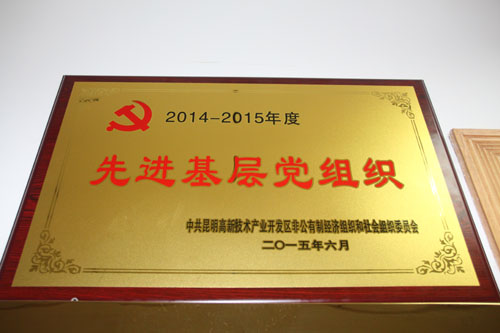 2014-2015年度
先进基层党组织
中共昆明高新技术产业开发区非公有制经济组织和社会组织委员会
二〇一五年六月